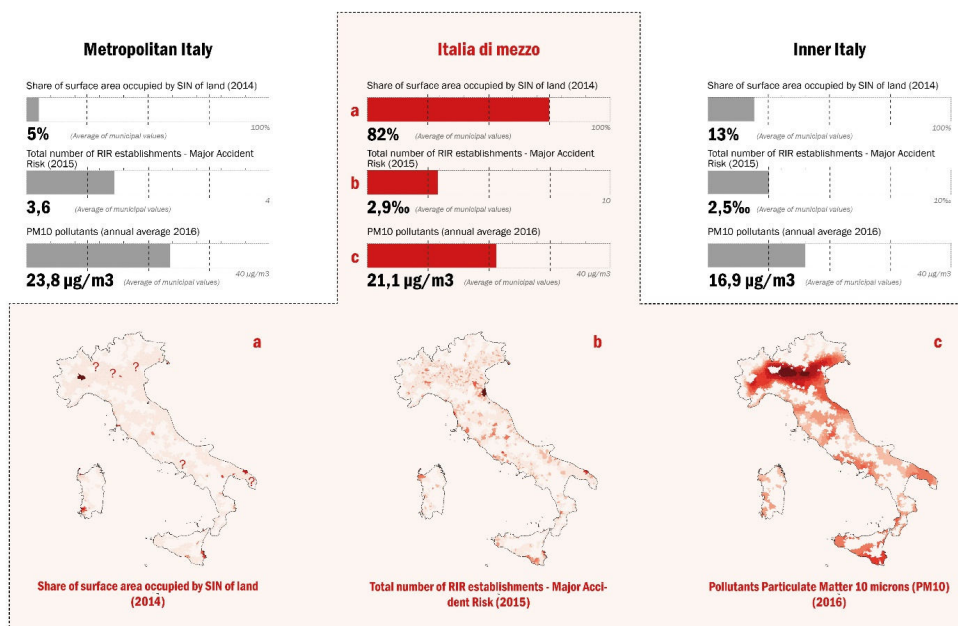 Metropolitan Italy
Share of surface area occupied by SIN of land (2014)
100%
5% (Average of municipal values)
Total number of RIR establishments - Major Accident
Risk (2015)
4
3,6 (Average of municipal values)
PM10 pollutants (annual average 2016)
40 µg/m3
23,8 µg/m3 (Average of municipal values)
Italia di mezzo
Share of surface area occupied by SIN of land (2014)
a
100%
82% (Average of municipal values)
Total number of RIR establishments - Major Accident
Risk (2015)
b
10
2,9‰ (Average of municipal values)
PM10 pollutants (annual average 2016)
c
40 µg/m3
21,1 µg/m3 (Average of municipal values)
Inner Italy
Share of surface area occupied by SIN of land (2014)
100%
13% (Average of municipal values)
Total number of RIR establishments - Major Accident
Risk (2015)
10‰
2,5‰ (Average of municipal values)
PM10 pollutants (annual average 2016)
40 µg/m3
16,9 µg/m3 (Average of municipal values)
a
? ? ?
?
?
Share of surface area occupied by SIN of land
(2014)
b
Total number of RIR establishments - Major Acci-
dent Risk (2015)
c
Pollutants Particulate Matter 10 microns (PM10)
(2016)